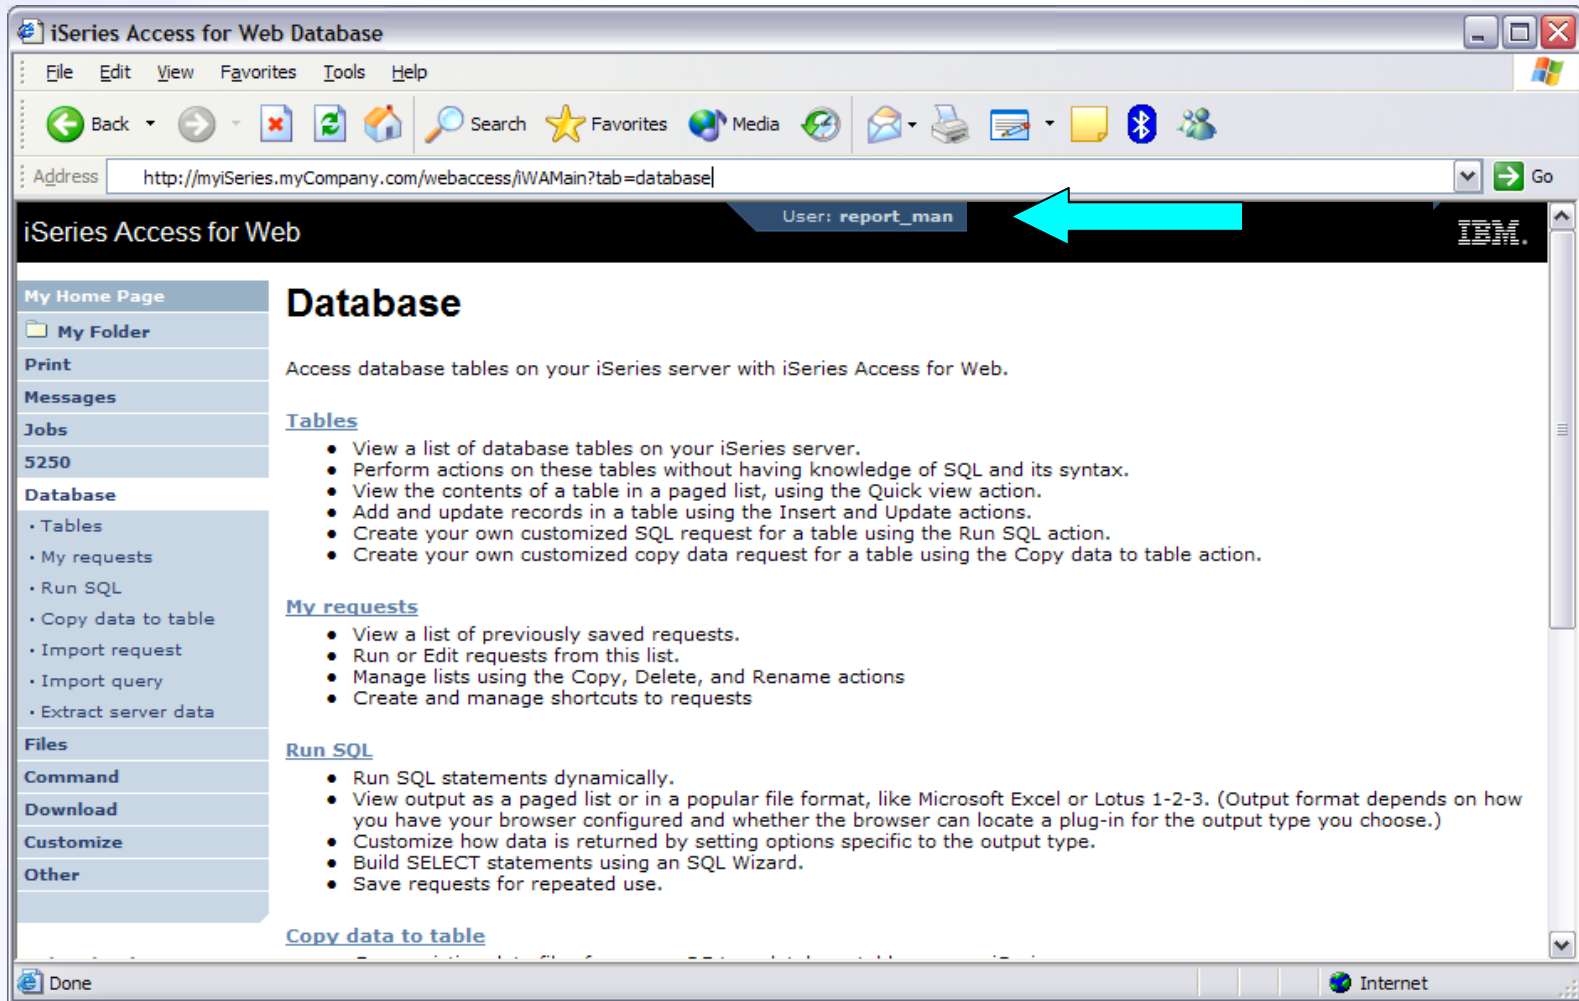 iSeries Access for Web Database
File Edit View Favorites Tools Help
Back Search Favorites Media
Address http://myiSeries.myCompany.com/webaccess/iWAMain?tab=database Go
iSeries Access for Web
User: report_man
IBM.
My Home Page
My Folder
Print
Messages
Jobs
5250
Database
• Tables
• My requests
• Run SQL
• Copy data to table
• Import request
• Import query
• Extract server data
Files
Command
Download
Customize
Other
Database
Access database tables on your iSeries server with iSeries Access for Web.
Tables
• View a list of database tables on your iSeries server.
• Perform actions on these tables without having knowledge of SQL and its syntax.
• View the contents of a table in a paged list, using the Quick view action.
• Add and update records in a table using the Insert and Update actions.
• Create your own customized SQL request for a table using the Run SQL action.
• Create your own customized copy data request for a table using the Copy data to table action.
My requests
• View a list of previously saved requests.
• Run or Edit requests from this list.
• Manage lists using the Copy, Delete, and Rename actions
• Create and manage shortcuts to requests
Run SQL
• Run SQL statements dynamically.
• View output as a paged list or in a popular file format, like Microsoft Excel or Lotus 1-2-3. (Output format depends on how
you have your browser configured and whether the browser can locate a plug-in for the output type you choose.)
• Customize how data is returned by setting options specific to the output type.
• Build SELECT statements using an SQL Wizard.
• Save requests for repeated use.
Copy data to table
Done
Internet